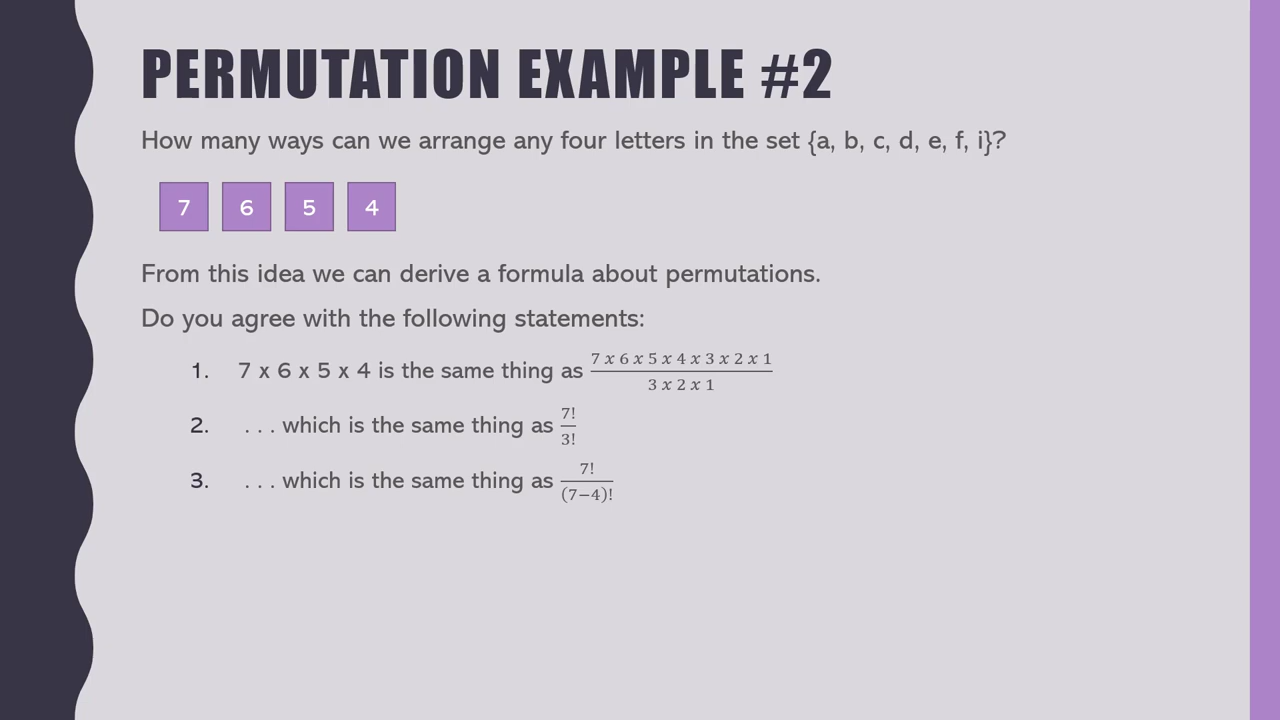 PERMUTATION EXAMPLE #2
How many ways can we arrange any four letters in the set {a, b, c, d, e, f, i}?
7 6 5 4
From this idea we can derive a formula about permutations.
Do you agree with the following statements:
1. 7 x 6 x 5 x 4 is the same thing as (7 x 6 x 5 x 4 x 3 x 2 x 1)/(3 x 2 x 1)
2. . . . which is the same thing as 7!/3!
3. . . . which is the same thing as 7!/(7−4)!